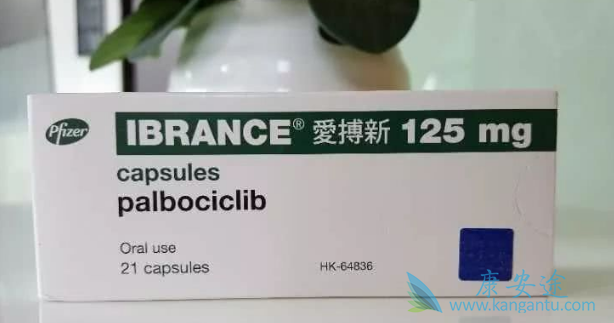 Pfizer
IBRANCE® 愛搏新 125 mg
capsules
palbociclib
Oral use
21 capsules
HK-64836
康安途
www.kangantu.com